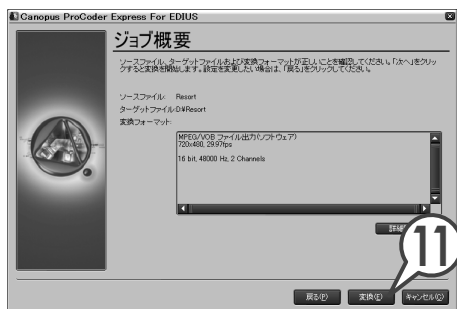 Canopus ProCoder Express For EDIUS
ジョブ概要
ソースファイル、ターゲットファイルおよび変換フォーマットが正しいことを確認してください。「次へ」をクリッ
クすると変換を開始します。設定を変更したい場合は、「戻る」をクリックしてください。
ソースファイル: Resort
ターゲットファイル:D:¥Resort
変換フォーマット:
MPEG/VOB ファイル出力(ソフトウェア)
720x480, 29.97fps
16 bit, 48000 Hz, 2 Channels
詳細
11
戻る(P) 変換(E) キャンセル(C)